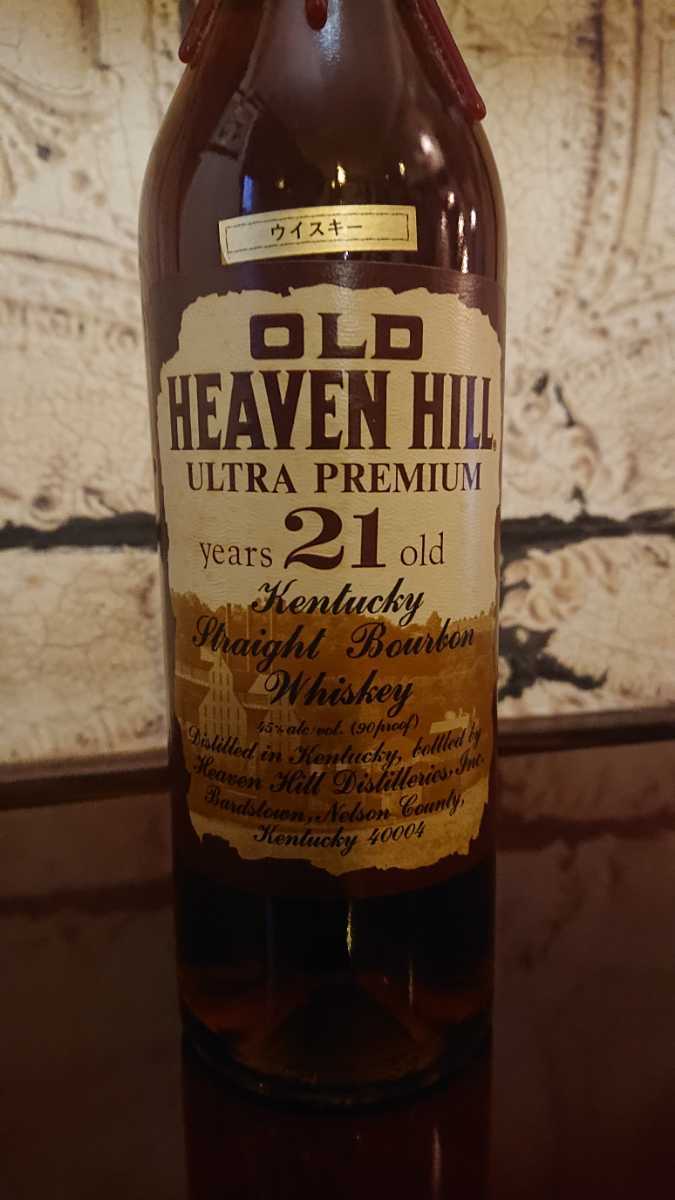 ウイスキー
OLD
HEAVEN HILL®
ULTRA PREMIUM
years 21 old
Kentucky
Straight Bourbon
Whiskey
45% alc/vol. (90 proof)
Distilled in Kentucky, bottled by
Heaven Hill Distilleries, Inc.
Bardstown, Nelson County,
Kentucky 40004